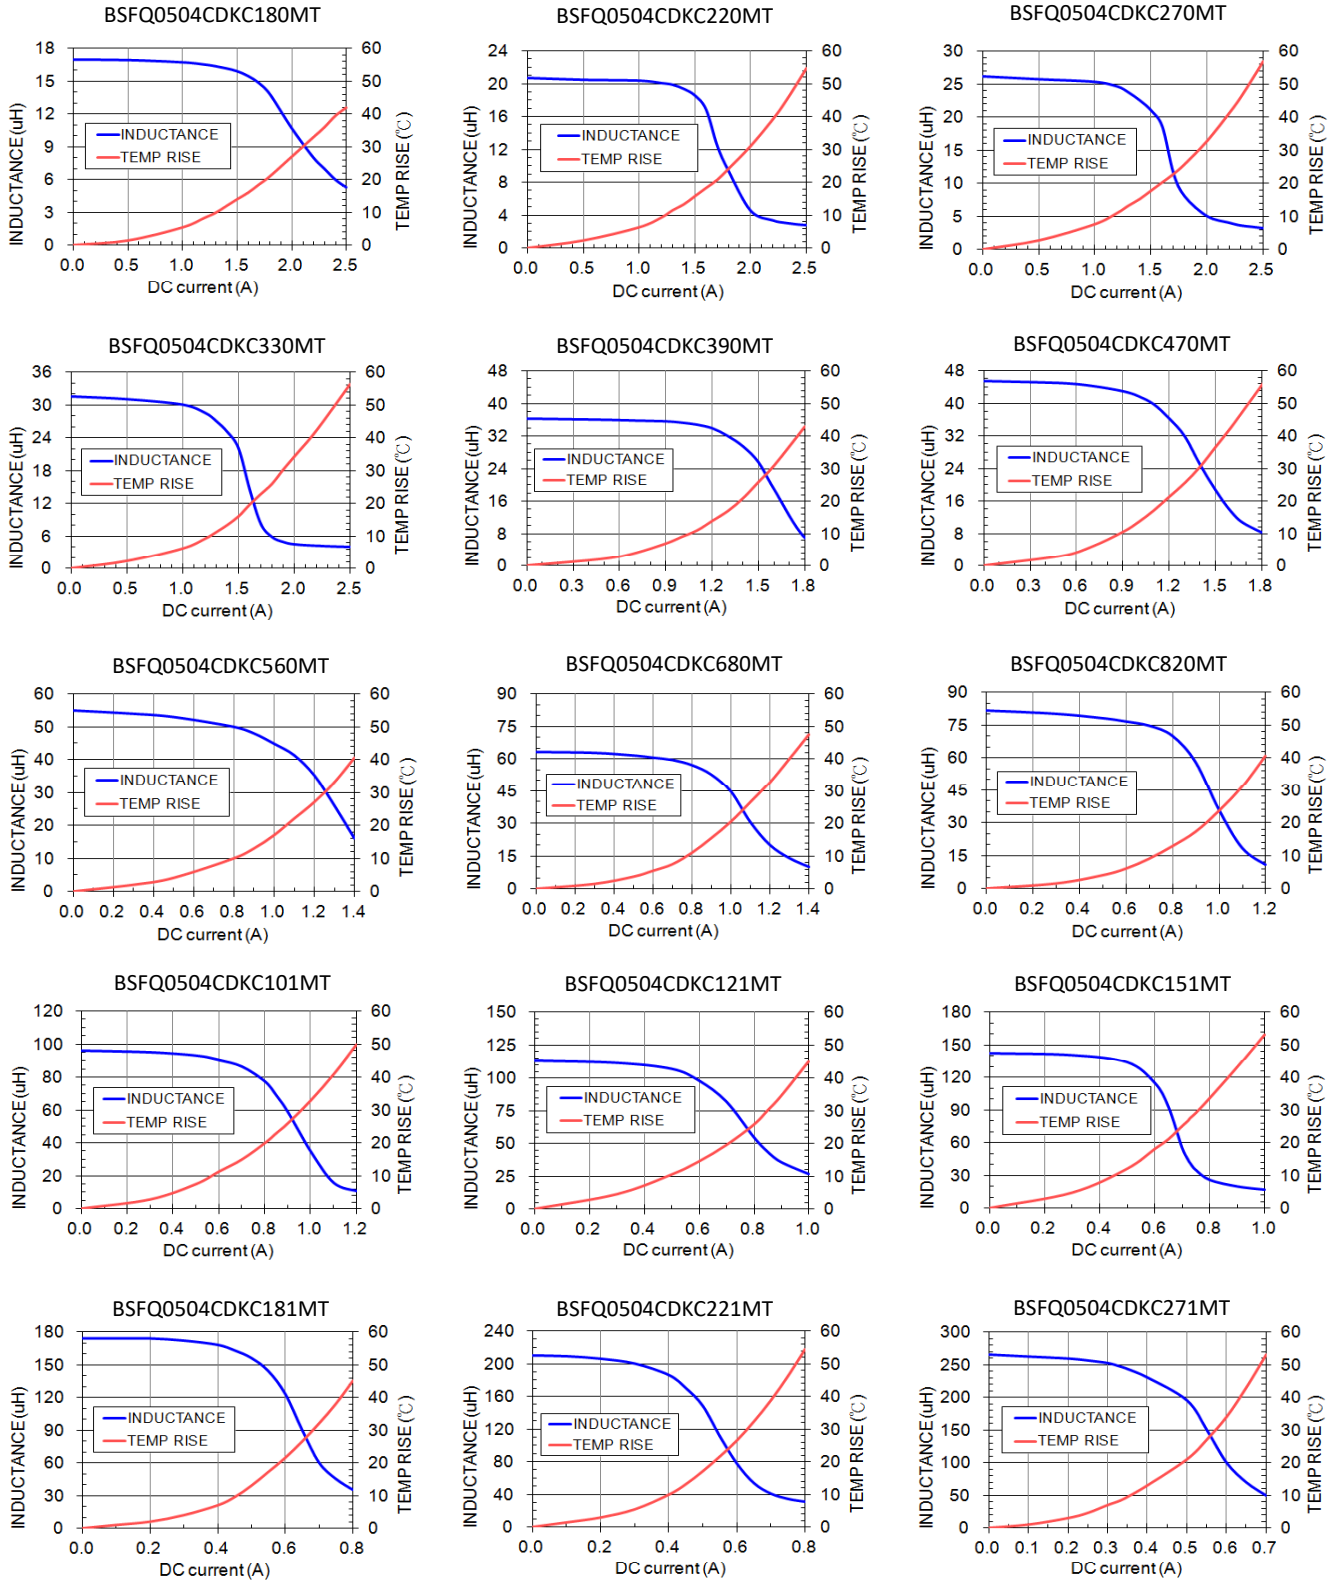 BSFQ0504CDKC180MT
18
15
12
9
6
3
0
60
50
40
30
20
10
0
INDUCTANCE (uH)
TEMP RISE (℃)
INDUCTANCE
TEMP RISE
0.0 0.5 1.0 1.5 2.0 2.5
DC current (A)
BSFQ0504CDKC220MT
24
20
16
12
8
4
0
60
50
40
30
20
10
0
INDUCTANCE (uH)
TEMP RISE (℃)
INDUCTANCE
TEMP RISE
0.0 0.5 1.0 1.5 2.0 2.5
DC current (A)
BSFQ0504CDKC270MT
30
25
20
15
10
5
0
60
50
40
30
20
10
0
INDUCTANCE (uH)
TEMP RISE (℃)
INDUCTANCE
TEMP RISE
0.0 0.5 1.0 1.5 2.0 2.5
DC current (A)
BSFQ0504CDKC330MT
36
30
24
18
12
6
0
60
50
40
30
20
10
0
INDUCTANCE (uH)
TEMP RISE (℃)
INDUCTANCE
TEMP RISE
0.0 0.5 1.0 1.5 2.0 2.5
DC current (A)
BSFQ0504CDKC390MT
48
40
32
24
16
8
0
60
50
40
30
20
10
0
INDUCTANCE (uH)
TEMP RISE (℃)
INDUCTANCE
TEMP RISE
0.0 0.3 0.6 0.9 1.2 1.5 1.8
DC current (A)
BSFQ0504CDKC470MT
48
40
32
24
16
8
0
60
50
40
30
20
10
0
INDUCTANCE (uH)
TEMP RISE (℃)
INDUCTANCE
TEMP RISE
0.0 0.3 0.6 0.9 1.2 1.5 1.8
DC current (A)
BSFQ0504CDKC560MT
60
50
40
30
20
10
0
60
50
40
30
20
10
0
INDUCTANCE (uH)
TEMP RISE (℃)
INDUCTANCE
TEMP RISE
0.0 0.2 0.4 0.6 0.8 1.0 1.2 1.4
DC current (A)
BSFQ0504CDKC680MT
90
75
60
45
30
15
0
60
50
40
30
20
10
0
INDUCTANCE (uH)
TEMP RISE (℃)
INDUCTANCE
TEMP RISE
0.0 0.2 0.4 0.6 0.8 1.0 1.2 1.4
DC current (A)
BSFQ0504CDKC820MT
90
75
60
45
30
15
0
60
50
40
30
20
10
0
INDUCTANCE (uH)
TEMP RISE (℃)
INDUCTANCE
TEMP RISE
0.0 0.2 0.4 0.6 0.8 1.0 1.2
DC current (A)
BSFQ0504CDKC101MT
120
100
80
60
40
20
0
60
50
40
30
20
10
0
INDUCTANCE (uH)
TEMP RISE (℃)
INDUCTANCE
TEMP RISE
0.0 0.2 0.4 0.6 0.8 1.0 1.2
DC current (A)
BSFQ0504CDKC121MT
150
125
100
75
50
25
0
60
50
40
30
20
10
0
INDUCTANCE (uH)
TEMP RISE (℃)
INDUCTANCE
TEMP RISE
0.0 0.2 0.4 0.6 0.8 1.0
DC current (A)
BSFQ0504CDKC151MT
180
150
120
90
60
30
0
60
50
40
30
20
10
0
INDUCTANCE (uH)
TEMP RISE (℃)
INDUCTANCE
TEMP RISE
0.0 0.2 0.4 0.6 0.8 1.0
DC current (A)
BSFQ0504CDKC181MT
180
150
120
90
60
30
0
60
50
40
30
20
10
0
INDUCTANCE (uH)
TEMP RISE (℃)
INDUCTANCE
TEMP RISE
0.0 0.2 0.4 0.6 0.8
DC current (A)
BSFQ0504CDKC221MT
240
200
160
120
80
40
0
60
50
40
30
20
10
0
INDUCTANCE (uH)
TEMP RISE (℃)
INDUCTANCE
TEMP RISE
0.0 0.2 0.4 0.6 0.8
DC current (A)
BSFQ0504CDKC271MT
300
250
200
150
100
50
0
60
50
40
30
20
10
0
INDUCTANCE (uH)
TEMP RISE (℃)
INDUCTANCE
TEMP RISE
0.0 0.1 0.2 0.3 0.4 0.5 0.6 0.7
DC current (A)